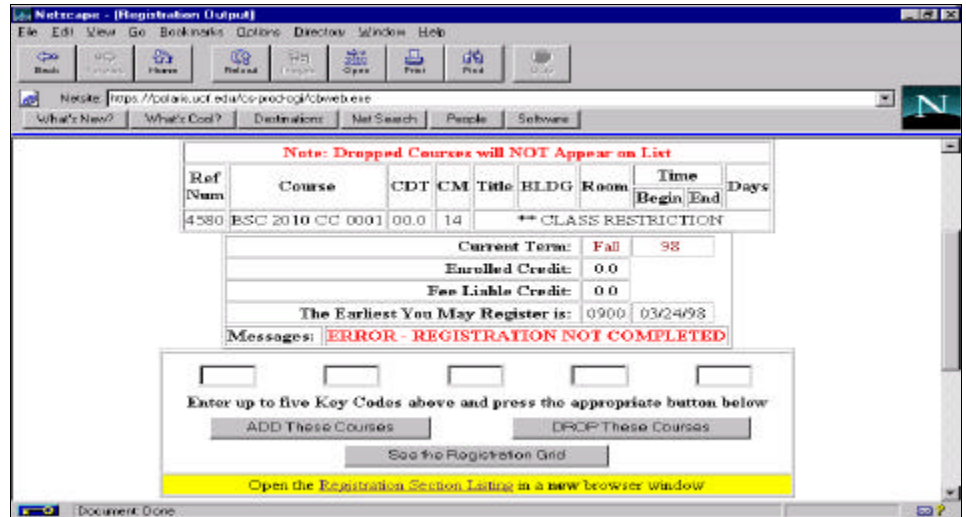 Netscape - [Registration Output]
File Edit View Go Bookmarks Options Directory Window Help
Back Home Reload Open Print Find
Netsite: https://polaris.ucf.edu/cs-prod-cgi/cbweb.exe
What's New? What's Cool? Destinations Net Search People Software
Note: Dropped Courses will NOT Appear on List
Ref Num Course CDT CM Title BLDG Room Time Begin End Days
4580 BSC 2010 CC 0001 00.0 14 ** CLASS RESTRICTION
Current Term: Fall 98
Enrolled Credit: 0.0
Fee Liable Credit: 0.0
The Earliest You May Register is: 0900 03/24/98
Messages: ERROR - REGISTRATION NOT COMPLETED
Enter up to five Key Codes above and press the appropriate button below
ADD These Courses DROP These Courses
See the Registration Grid
Open the Registration Section Listing in a new browser window
Document: Done